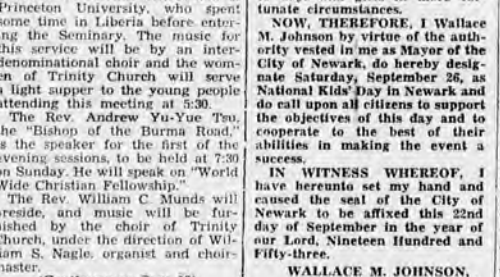 Princeton University, who spent
some time in Liberia before enter-
ing the Seminary. The music for
this service will be by an inter-
denominational choir and the wom-
en of Trinity Church will serve
a light supper to the young people
attending this meeting at 5:30.
The Rev. Andrew Yu-Yue Tsu,
the "Bishop of the Burma Road,"
is the speaker for the first of the
evening sessions, to be held at 7:30
on Sunday. He will speak on "World
Wide Christian Fellowship."
The Rev. William C. Munds will
preside, and music will be fur-
nished by the choir of Trinity
Church, under the direction of Wil-
liam S. Nagle, organist and choir-
master.
tunate circumstances.
NOW, THEREFORE, I Wallace
M. Johnson by virtue of the auth-
ority vested in me as Mayor of the
City of Newark, do hereby desig-
nate Saturday, September 26, as
National Kids' Day in Newark and
do call upon all citizens to support
the objectives of this day and to
cooperate to the best of their
abilities in making the event a
success.
IN WITNESS WHEREOF, I
have hereunto set my hand and
caused the seal of the City of
Newark to be affixed this 22nd
day of September in the year of
our Lord, Nineteen Hundred and
Fifty-three.
WALLACE M. JOHNSON,